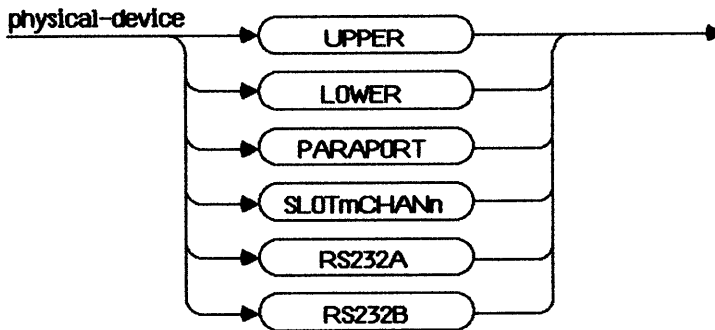 physical-device
UPPER
LOWER
PARAPORT
SLOTmCHANn
RS232A
RS232B